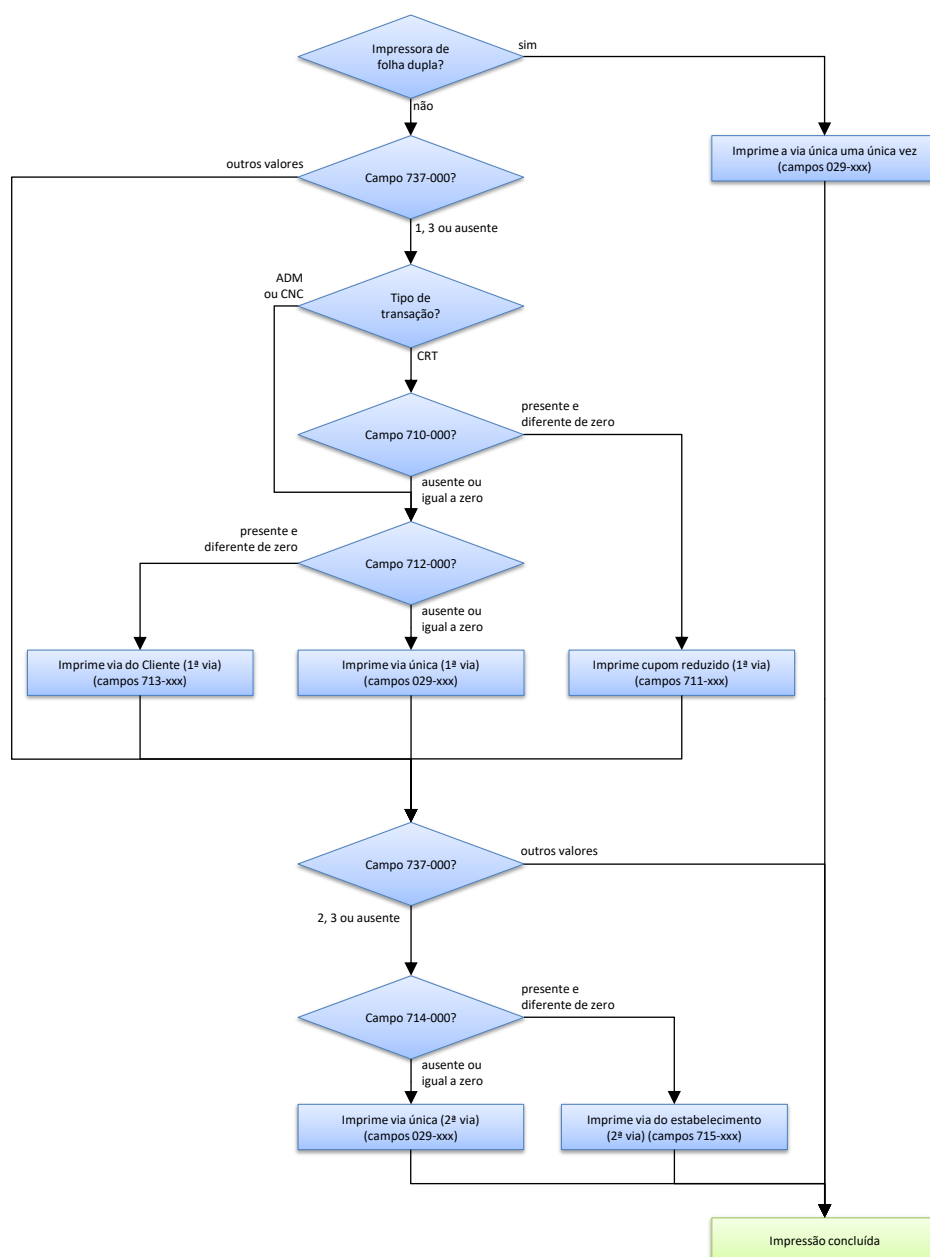 Impressora de
folha dupla?
sim
não
Imprime a via única uma única vez
(campos 029-xxx)
outros valores
Campo 737-000?
1, 3 ou ausente
ADM
ou CNC
Tipo de
transação?
CRT
presente e
diferente de zero
Campo 710-000?
ausente ou
igual a zero
presente e
diferente de zero
Campo 712-000?
ausente ou
igual a zero
Imprime via do Cliente (1ª via)
(campos 713-xxx)
Imprime via única (1ª via)
(campos 029-xxx)
Imprime cupom reduzido (1ª via)
(campos 711-xxx)
Campo 737-000?
outros valores
2, 3 ou ausente
presente e
diferente de zero
Campo 714-000?
ausente ou
igual a zero
Imprime via única (2ª via)
(campos 029-xxx)
Imprime via do estabelecimento
(2ª via) (campos 715-xxx)
Impressão concluída